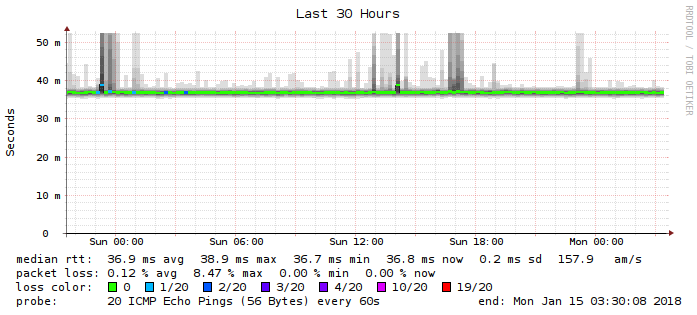 Last 30 Hours
RRDTOOL / TOBI OETIKER
Seconds
50 m
40 m
30 m
20 m
10 m
0
Sun 00:00 Sun 06:00 Sun 12:00 Sun 18:00 Mon 00:00
median rtt: 36.9 ms avg 38.9 ms max 36.7 ms min 36.8 ms now 0.2 ms sd 157.9 am/s
packet loss: 0.12 % avg 8.47 % max 0.00 % min 0.00 % now
loss color: 0 1/20 2/20 3/20 4/20 10/20 19/20
probe: 20 ICMP Echo Pings (56 Bytes) every 60s end: Mon Jan 15 03:30:08 2018